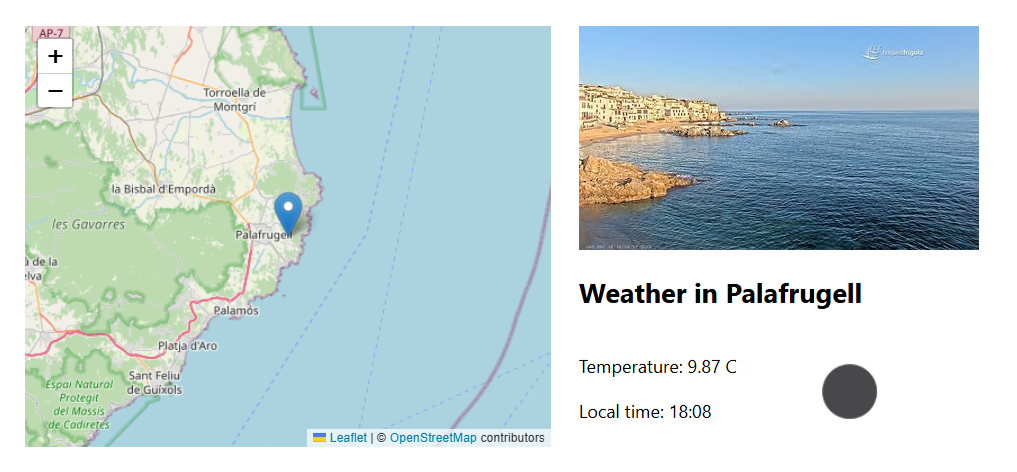 AP-7
+
−
Torroella de
Montgrí
la Bisbal d'Empordà
les Gavarres
Palafrugell
à de la
elva
Palamós
Platja d'Aro
Sant Feliu
de Guíxols
Espai Natural
Protegit
del Massís
de Cadiretes
Leaflet | © OpenStreetMap contributors
Weather in Palafrugell
Temperature: 9.87 C
Local time: 18:08